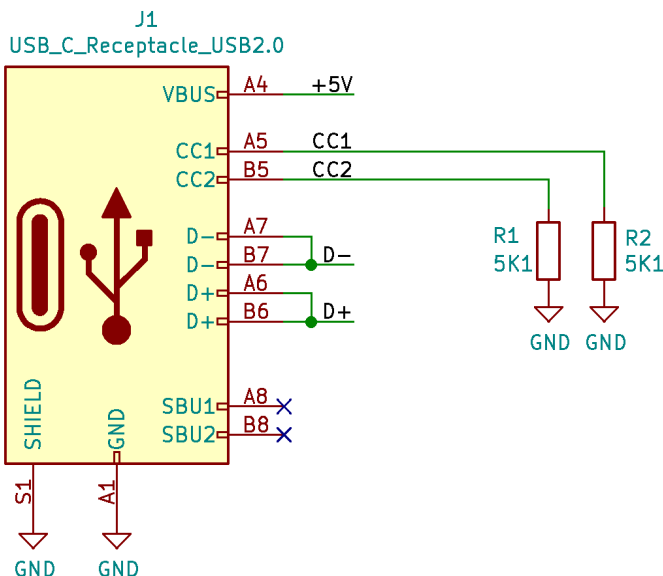 J1
USB_C_Receptacle_USB2.0
VBUS A4 +5V
CC1 A5 CC1
CC2 B5 CC2
D- A7
D- B7 D-
D+ A6
D+ B6 D+
R1
5K1
R2
5K1
GND GND
SBU1 A8
SBU2 B8
SHIELD
GND
S1
A1
GND GND